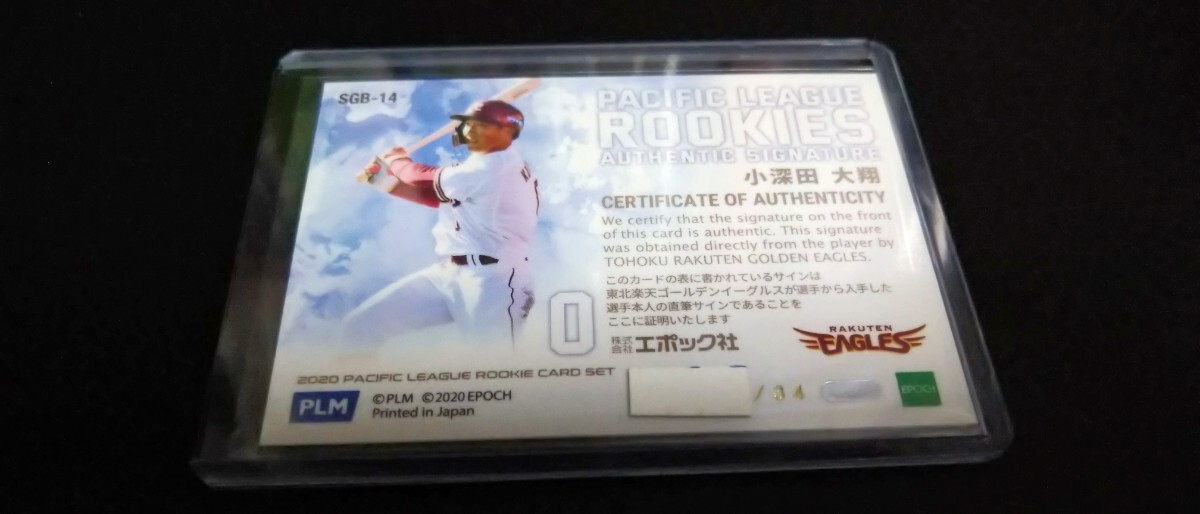 SGB-14
PACIFIC LEAGUE
ROOKIES
AUTHENTIC SIGNATURE
小深田 大翔
CERTIFICATE OF AUTHENTICITY
We certify that the signature on the front
of this card is authentic. This signature
was obtained directly from the player by
TOHOKU RAKUTEN GOLDEN EAGLES.
このカードの表に書かれているサインは
東北楽天ゴールデンイーグルスが選手から入手した
選手本人の直筆サインであることを
ここに証明いたします
0
株式会社 エポック社
RAKUTEN
EAGLES
2020 PACIFIC LEAGUE ROOKIE CARD SET
/34
EPOCH
PLM
©PLM ©2020 EPOCH
Printed in Japan